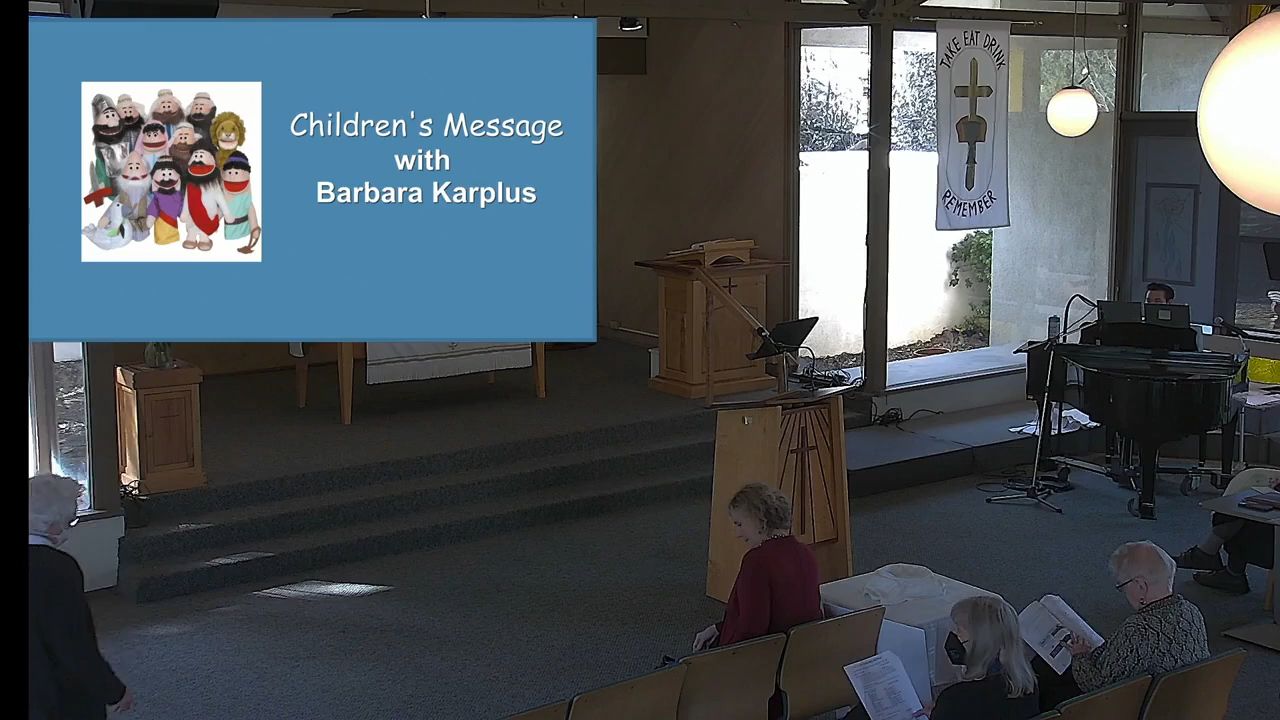 Children's Message
with
Barbara Karplus
TAKE EAT DRINK
REMEMBER